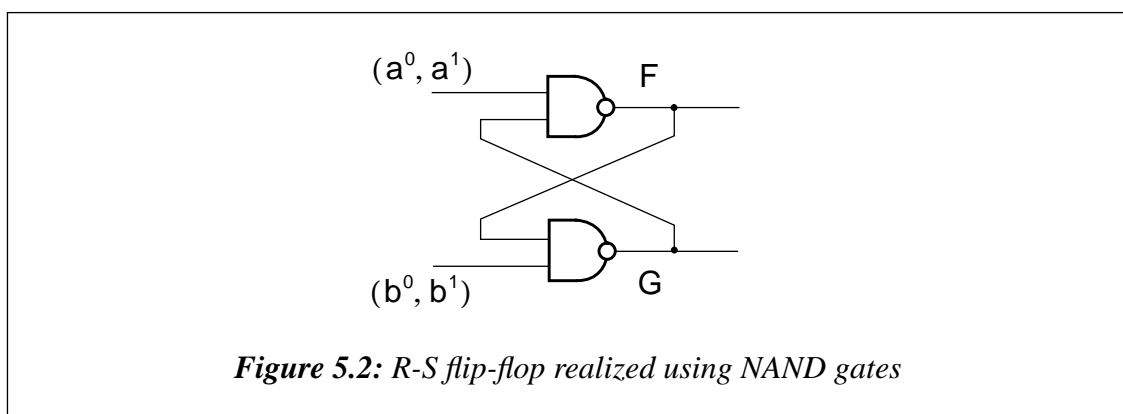 (a⁰, a¹)
F
(b⁰, b¹)
G
Figure 5.2: R-S flip-flop realized using NAND gates